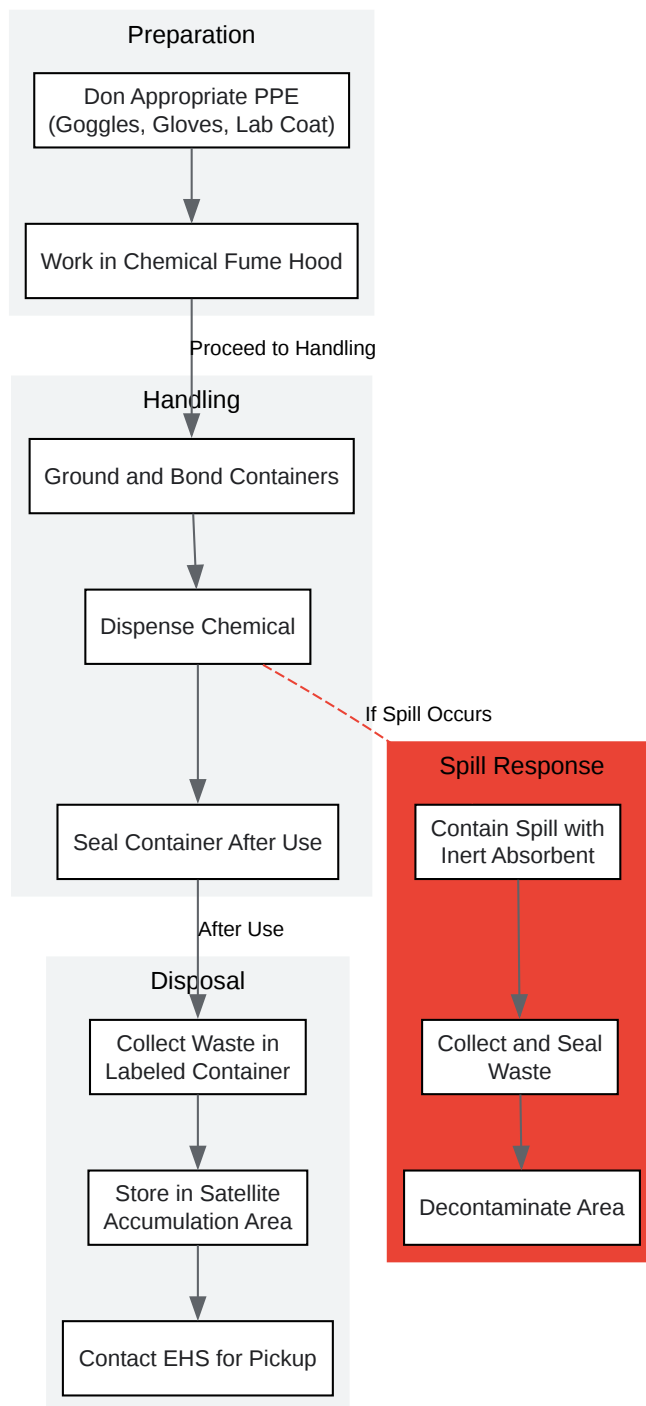 Preparation
Don Appropriate PPE
(Goggles, Gloves, Lab Coat)
Work in Chemical Fume Hood
Proceed to Handling
Handling
Ground and Bond Containers
Dispense Chemical
If Spill Occurs
Seal Container After Use
After Use
Spill Response
Contain Spill with
Inert Absorbent
Collect and Seal
Waste
Decontaminate Area
Disposal
Collect Waste in
Labeled Container
Store in Satellite
Accumulation Area
Contact EHS for Pickup